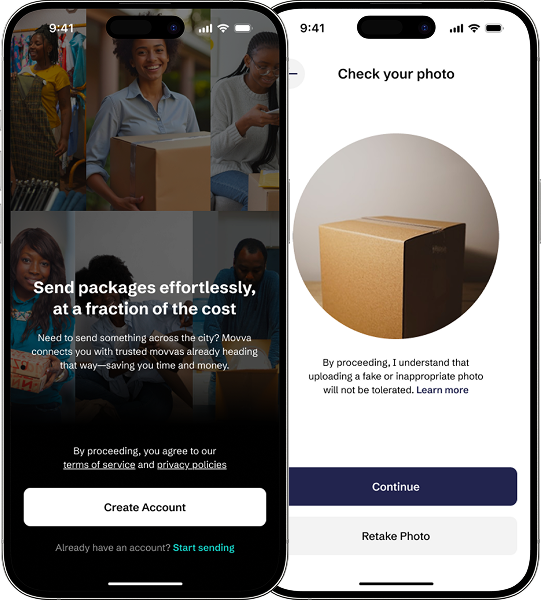 9:41
Send packages effortlessly,
at a fraction of the cost
Need to send something across the city? Movva
connects you with trusted movvas already heading
that way—saving you time and money.
By proceeding, you agree to our
terms of service and privacy policies
Create Account
Already have an account? Start sending
9:41
Check your photo
By proceeding, I understand that
uploading a fake or inappropriate photo
will not be tolerated. Learn more
Continue
Retake Photo